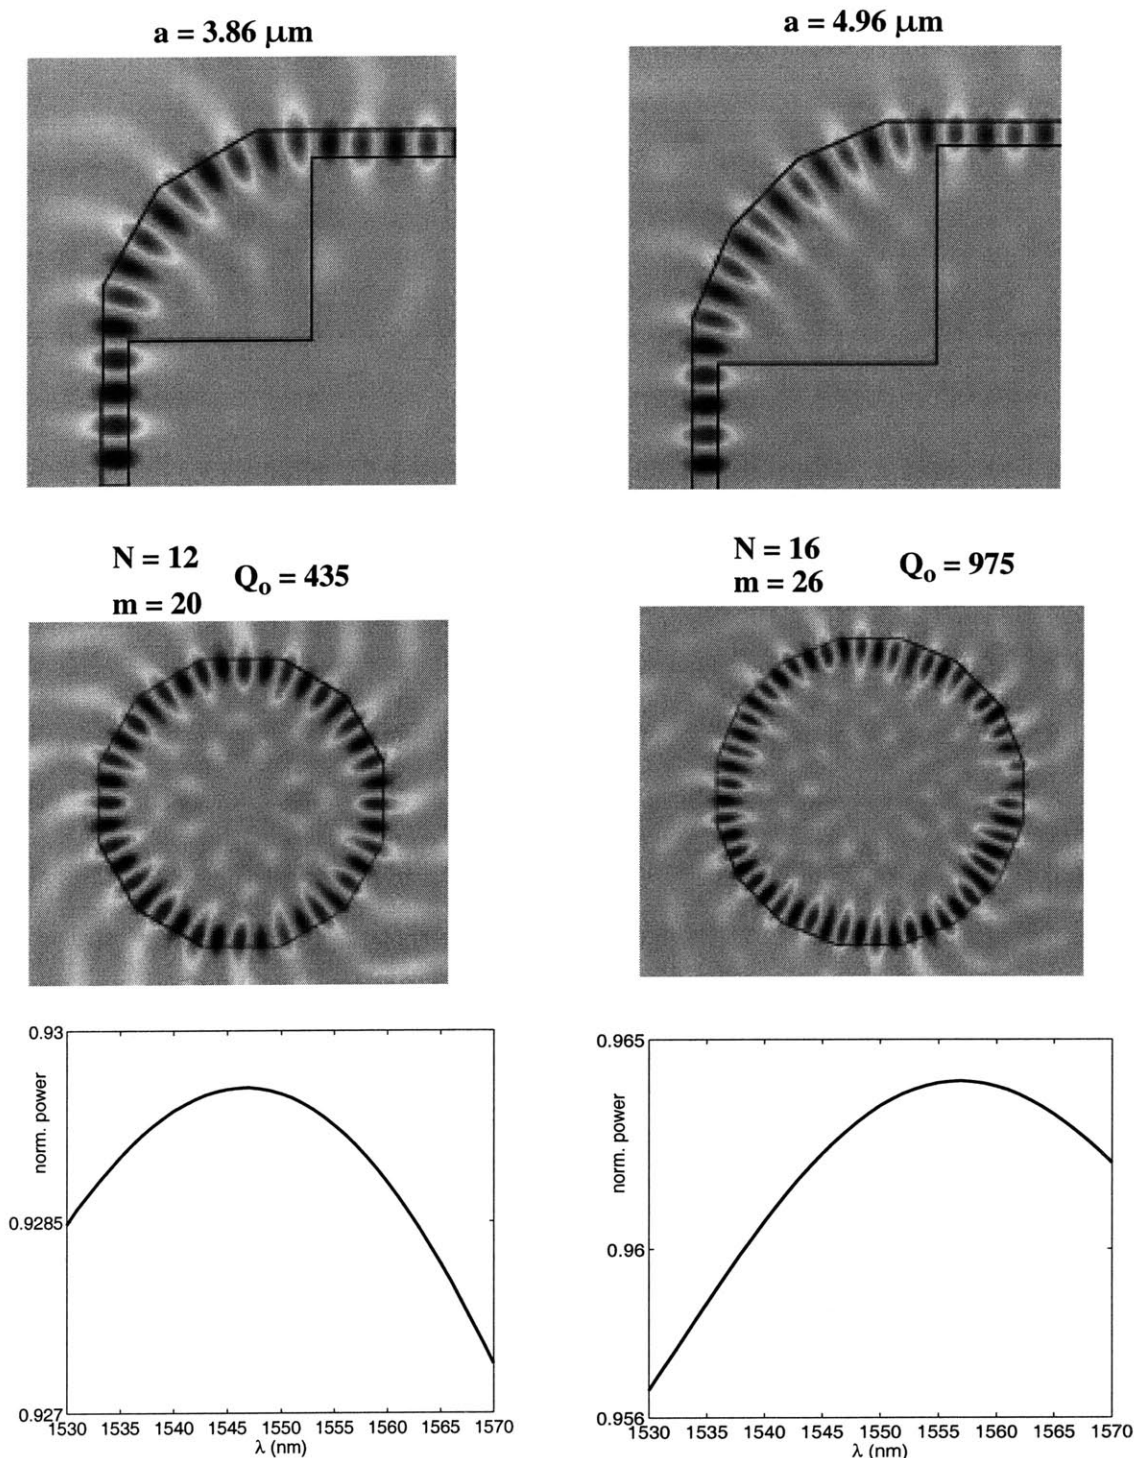 a = 3.86 μm
a = 4.96 μm
N = 12
m = 20
Qo = 435
N = 16
m = 26
Qo = 975
0.93
0.9285
0.927
norm. power
1530 1535 1540 1545 1550 1555 1560 1565 1570
λ (nm)
0.965
0.96
0.956
norm. power
1530 1535 1540 1545 1550 1555 1560 1565 1570
λ (nm)